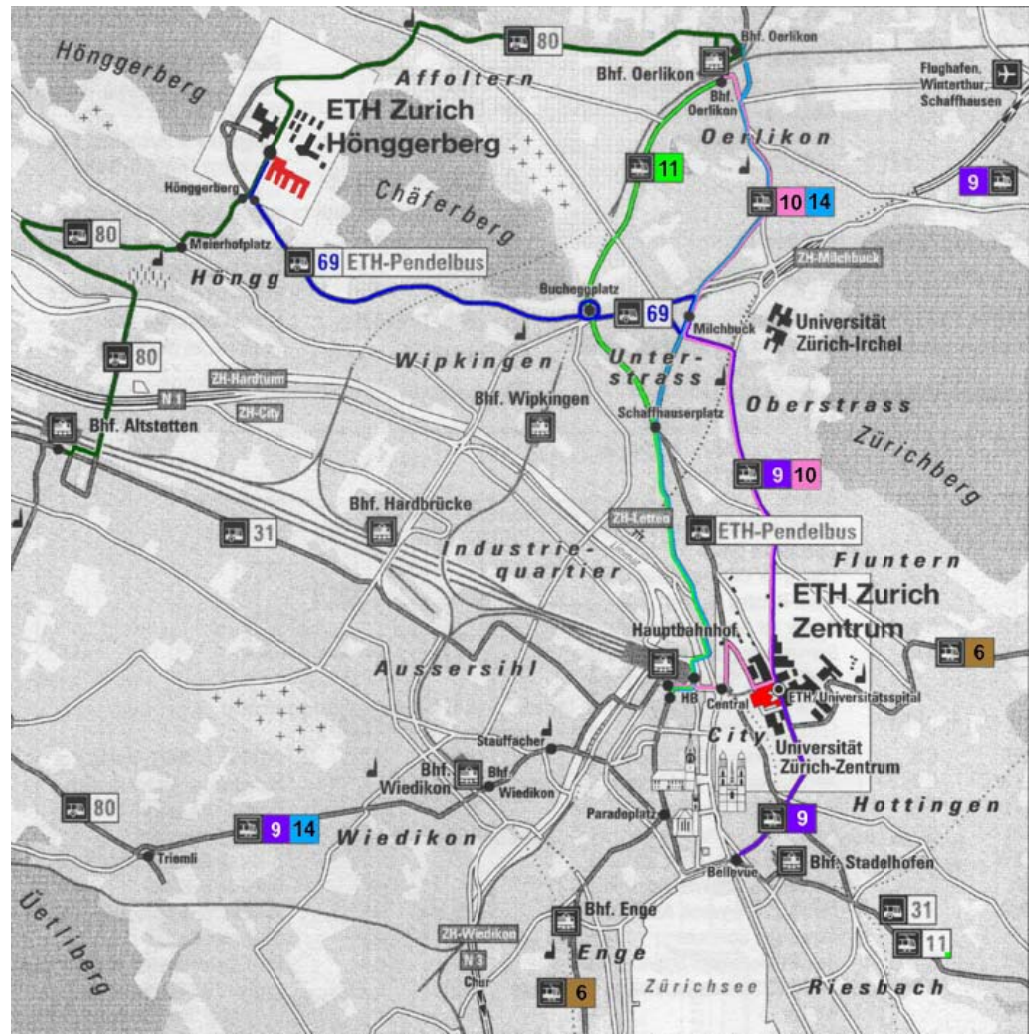 Hönggerberg
80
Bhf. Oerlikon
Bhf. Oerlikon
Affoltern
Flughafen,
Winterthur,
Schaffhausen
ETH Zurich
Hönggerberg
Bhf.
Oerlikon
Oerlikon
11
9
Chäferberg
10 14
Hönggerberg
80
Meierhofplatz
ZH-Milchbuck
Höngg
69 ETH-Pendelbus
Bucheggplatz
69
Milchbuck
Universität
Zürich-Irchel
Wipkingen
Unter-
strass
80
ZH-Hardturm
N 1
ZH-City
Bhf. Wipkingen
Oberstrass
Schaffhauserplatz
Bhf. Altstetten
Zürichberg
9 10
Bhf. Hardbrücke
ZH-Letten
31
ETH-Pendelbus
Industrie-
quartier
Fluntern
ETH Zurich
Zentrum
Hauptbahnhof
6
Aussersihl
HB
Central
ETH/Universitätsspital
City
Stauffacher
Universität
Zürich-Zentrum
Bhf.
Wiedikon
Bhf.
Wiedikon
80
Paradeplatz
Hottingen
9 14
Wiedikon
9
Triemli
Bellevue
Bhf. Stadelhofen
Üetliberg
Bhf. Enge
31
ZH-Wiedikon
11
N 3
Enge
Chur
6
Zürichsee
Riesbach